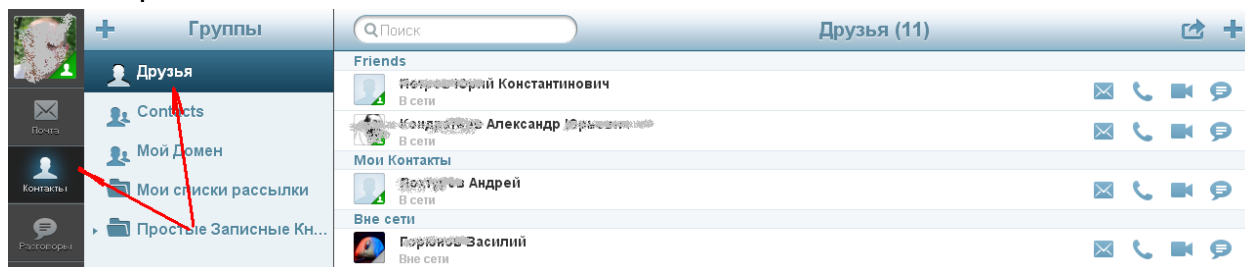 Группы
Поиск
Друзья (11)
Почта
Контакты
Разговоры
Друзья
Contacts
Мой Домен
Мои списки рассылки
Простые Записные Кн...
Friends
Юрий Константинович
В сети
Александр
В сети
Мои Контакты
Андрей
В сети
Вне сети
Василий
Вне сети